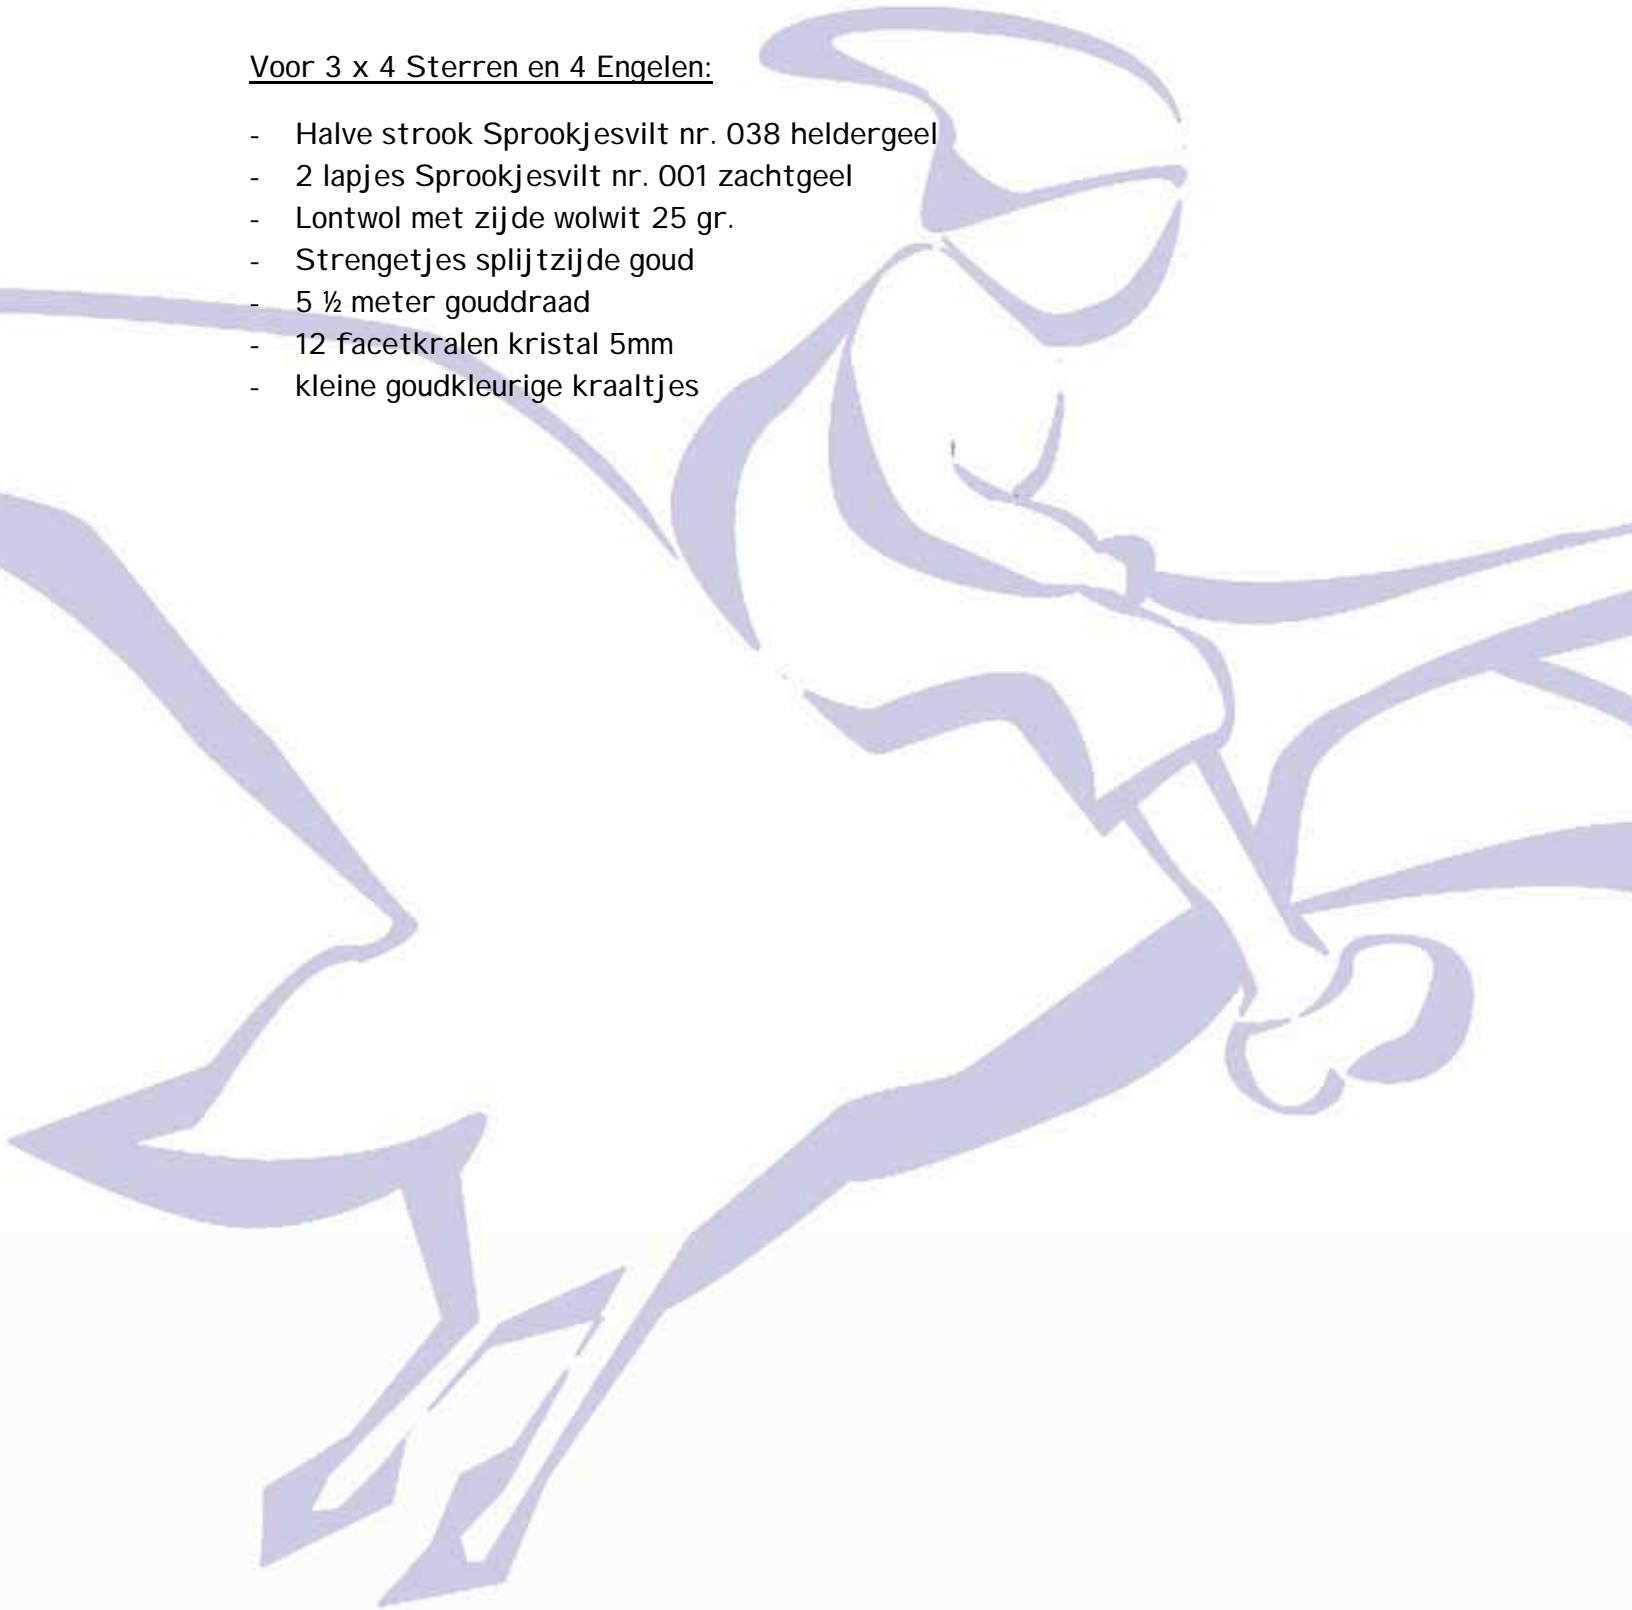 Voor 3 x 4 Sterren en 4 Engelen:
- Halve strook Sprookjesvilt nr. 038 heldergeel
- 2 lapjes Sprookjesvilt nr. 001 zachtgeel
- Lontwol met zijde wolwit 25 gr.
- Strengetjes splijtzijde goud
- 5 ½ meter gouddraad
- 12 facetkralen kristal 5mm
- kleine goudkleurige kraaltjes